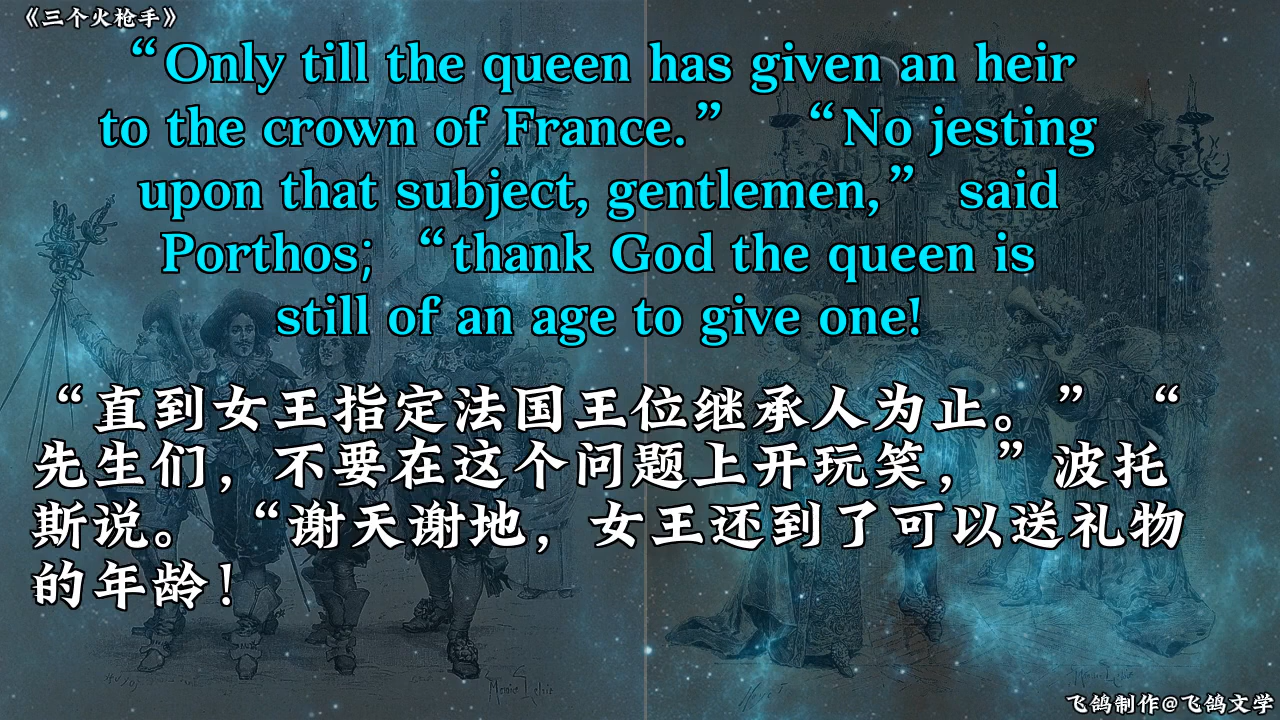 《三个火枪手》
“Only till the queen has given an heir
to the crown of France.” “No jesting
upon that subject, gentlemen,” said
Porthos; “thank God the queen is
still of an age to give one!
“直到女王指定法国王位继承人为止。” “
先生们，不要在这个问题上开玩笑，”波托
斯说。 “谢天谢地，女王还到了可以送礼物
的年龄！
飞鸽制作@飞鸽文学